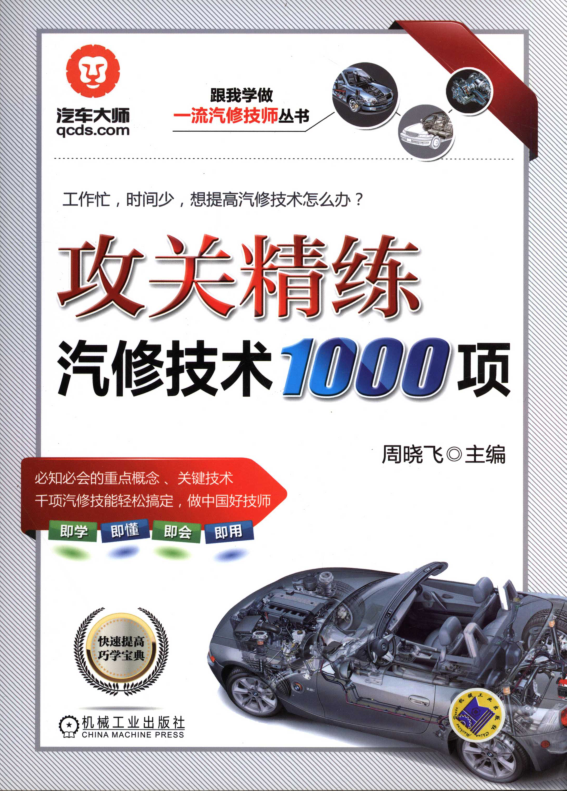 汽车大师
qcds.com
跟我学做
一流汽修技师丛书
工作忙，时间少，想提高汽修技术怎么办？
攻关精练
汽修技术1000项
周晓飞◎主编
必知必会的重点概念、关键技术
千项汽修技能轻松搞定，做中国好技师
即学 即懂 即会 即用
快速提高
巧学宝典
机械工业出版社
CHINA MACHINE PRESS